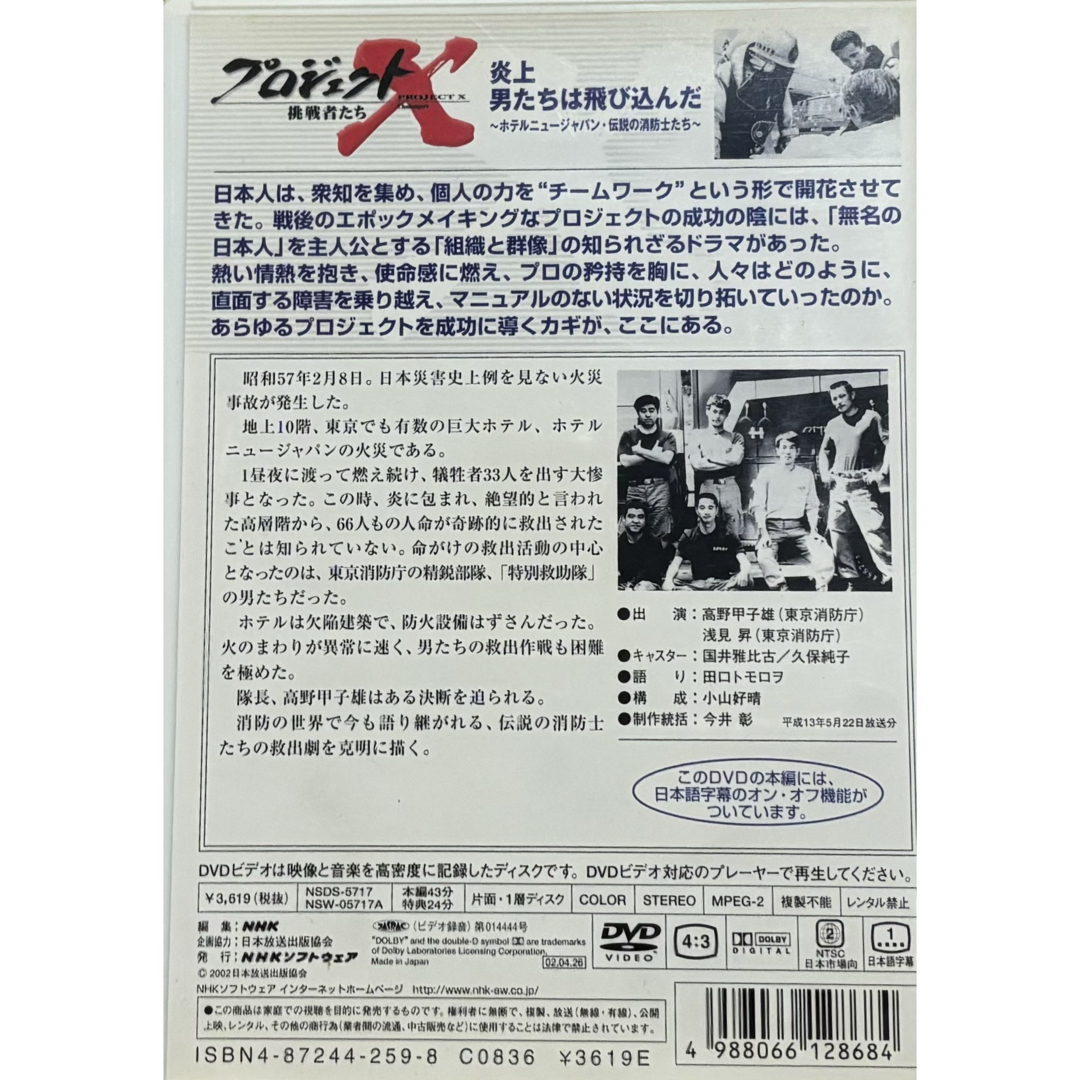 プロジェクトX
PROJECT X
挑戦者たち
炎上
男たちは飛び込んだ
～ホテルニュージャパン・伝説の消防士たち～
日本人は、衆知を集め、個人の力を“チームワーク”という形で開花させて
きた。戦後のエポックメイキングなプロジェクトの成功の陰には、「無名の
日本人」を主人公とする「組織と群像」の知られざるドラマがあった。
熱い情熱を抱き、使命感に燃え、プロの矜持を胸に、人々はどのように、
直面する障害を乗り越え、マニュアルのない状況を切り拓いていったのか。
あらゆるプロジェクトを成功に導くカギが、ここにある。
昭和57年2月8日。日本災害史上例を見ない火災
事故が発生した。
地上10階、東京でも有数の巨大ホテル、ホテル
ニュージャパンの火災である。
1昼夜に渡って燃え続け、犠牲者33人を出す大惨
事となった。この時、炎に包まれ、絶望的と言われ
た高層階から、66人もの人命が奇跡的に救出された
ことは知られていない。命がけの救出活動の中心
となったのは、東京消防庁の精鋭部隊、「特別救助隊」
の男たちだった。
ホテルは欠陥建築で、防火設備はずさんだった。
火のまわりが異常に速く、男たちの救出作戦も困難
を極めた。
隊長、高野甲子雄はある決断を迫られる。
消防の世界で今も語り継がれる、伝説の消防士
たちの救出劇を克明に描く。
●出 演：高野甲子雄（東京消防庁）
浅見 昇（東京消防庁）
●キャスター：国井雅比古／久保純子
●語 り：田口トモロヲ
●構 成：小山好晴
●制作統括：今井 彰 平成13年5月22日放送分
このDVDの本編には、
日本語字幕のオン・オフ機能が
ついています。
DVDビデオは映像と音楽を高密度に記録したディスクです。DVDビデオ対応のプレーヤーで再生してください。
￥3,619（税抜） NSDS-5717 NSW-05717A 本編43分 特典24分 片面・1層ディスク COLOR STEREO MPEG-2 複製不能 レンタル禁止
編 集：NHK
企画協力：日本放送出版協会
発 行：NHKソフトウェア
© 2002日本放送出版協会
（ビデオ録音）第014444号
"DOLBY" and the double-D symbol are trademarks
of Dolby Laboratories Licensing Corporation.
Made in Japan 02.04.26
DVD VIDEO 4:3 DOLBY DIGITAL 2 NTSC 日本市場向 1 日本語字幕
NHKソフトウェア インターネットホームページ http://www.nhk-aw.co.jp/
●この商品は家庭での視聴を目的に発売するものです。権利者に無断で、複製、放送（無線・有線）、公開
上映、レンタル、その他の商行為（業者間の流通、中古販売など）に使用することは法律で禁止されています。
ISBN4-87244-259-8 C0836 ¥3619E
4 988066 128684